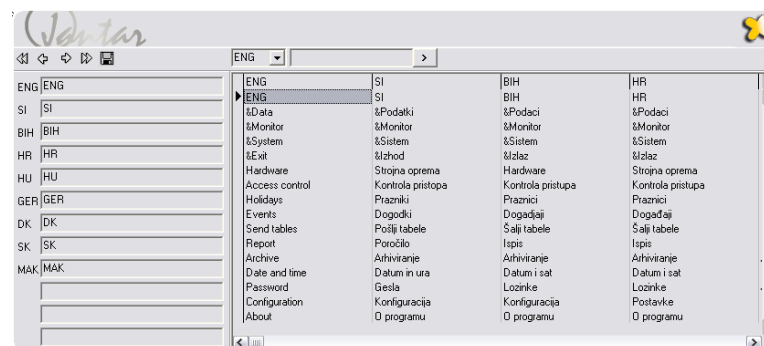 Jantar
ENG >
ENG ENG
SI SI
BIH BIH
HR HR
HU HU
GER GER
DK DK
SK SK
MAK MAK
ENG SI BIH HR
ENG SI BIH HR
&Data &Podatki &Podaci &Podaci
&Monitor &Monitor &Monitor &Monitor
&System &Sistem &Sistem &Sistem
&Exit &Izhod &Izlaz &Izlaz
Hardware Strojna oprema Hardware Strojna oprema
Access control Kontrola pristopa Kontrola pristupa Kontrola pristupa
Holidays Prazniki Praznici Praznici
Events Dogodki Dogadjaji Događaji
Send tables Pošlji tabele Šalji tabele Šalji tabele
Report Poročilo Ispis Ispis
Archive Arhiviranje Arhiviranje Arhiviranje
Date and time Datum in ura Datum i sat Datum i sat
Password Gesla Lozinke Lozinke
Configuration Konfiguracija Konfiguracija Postavke
About O programu O programu O programu